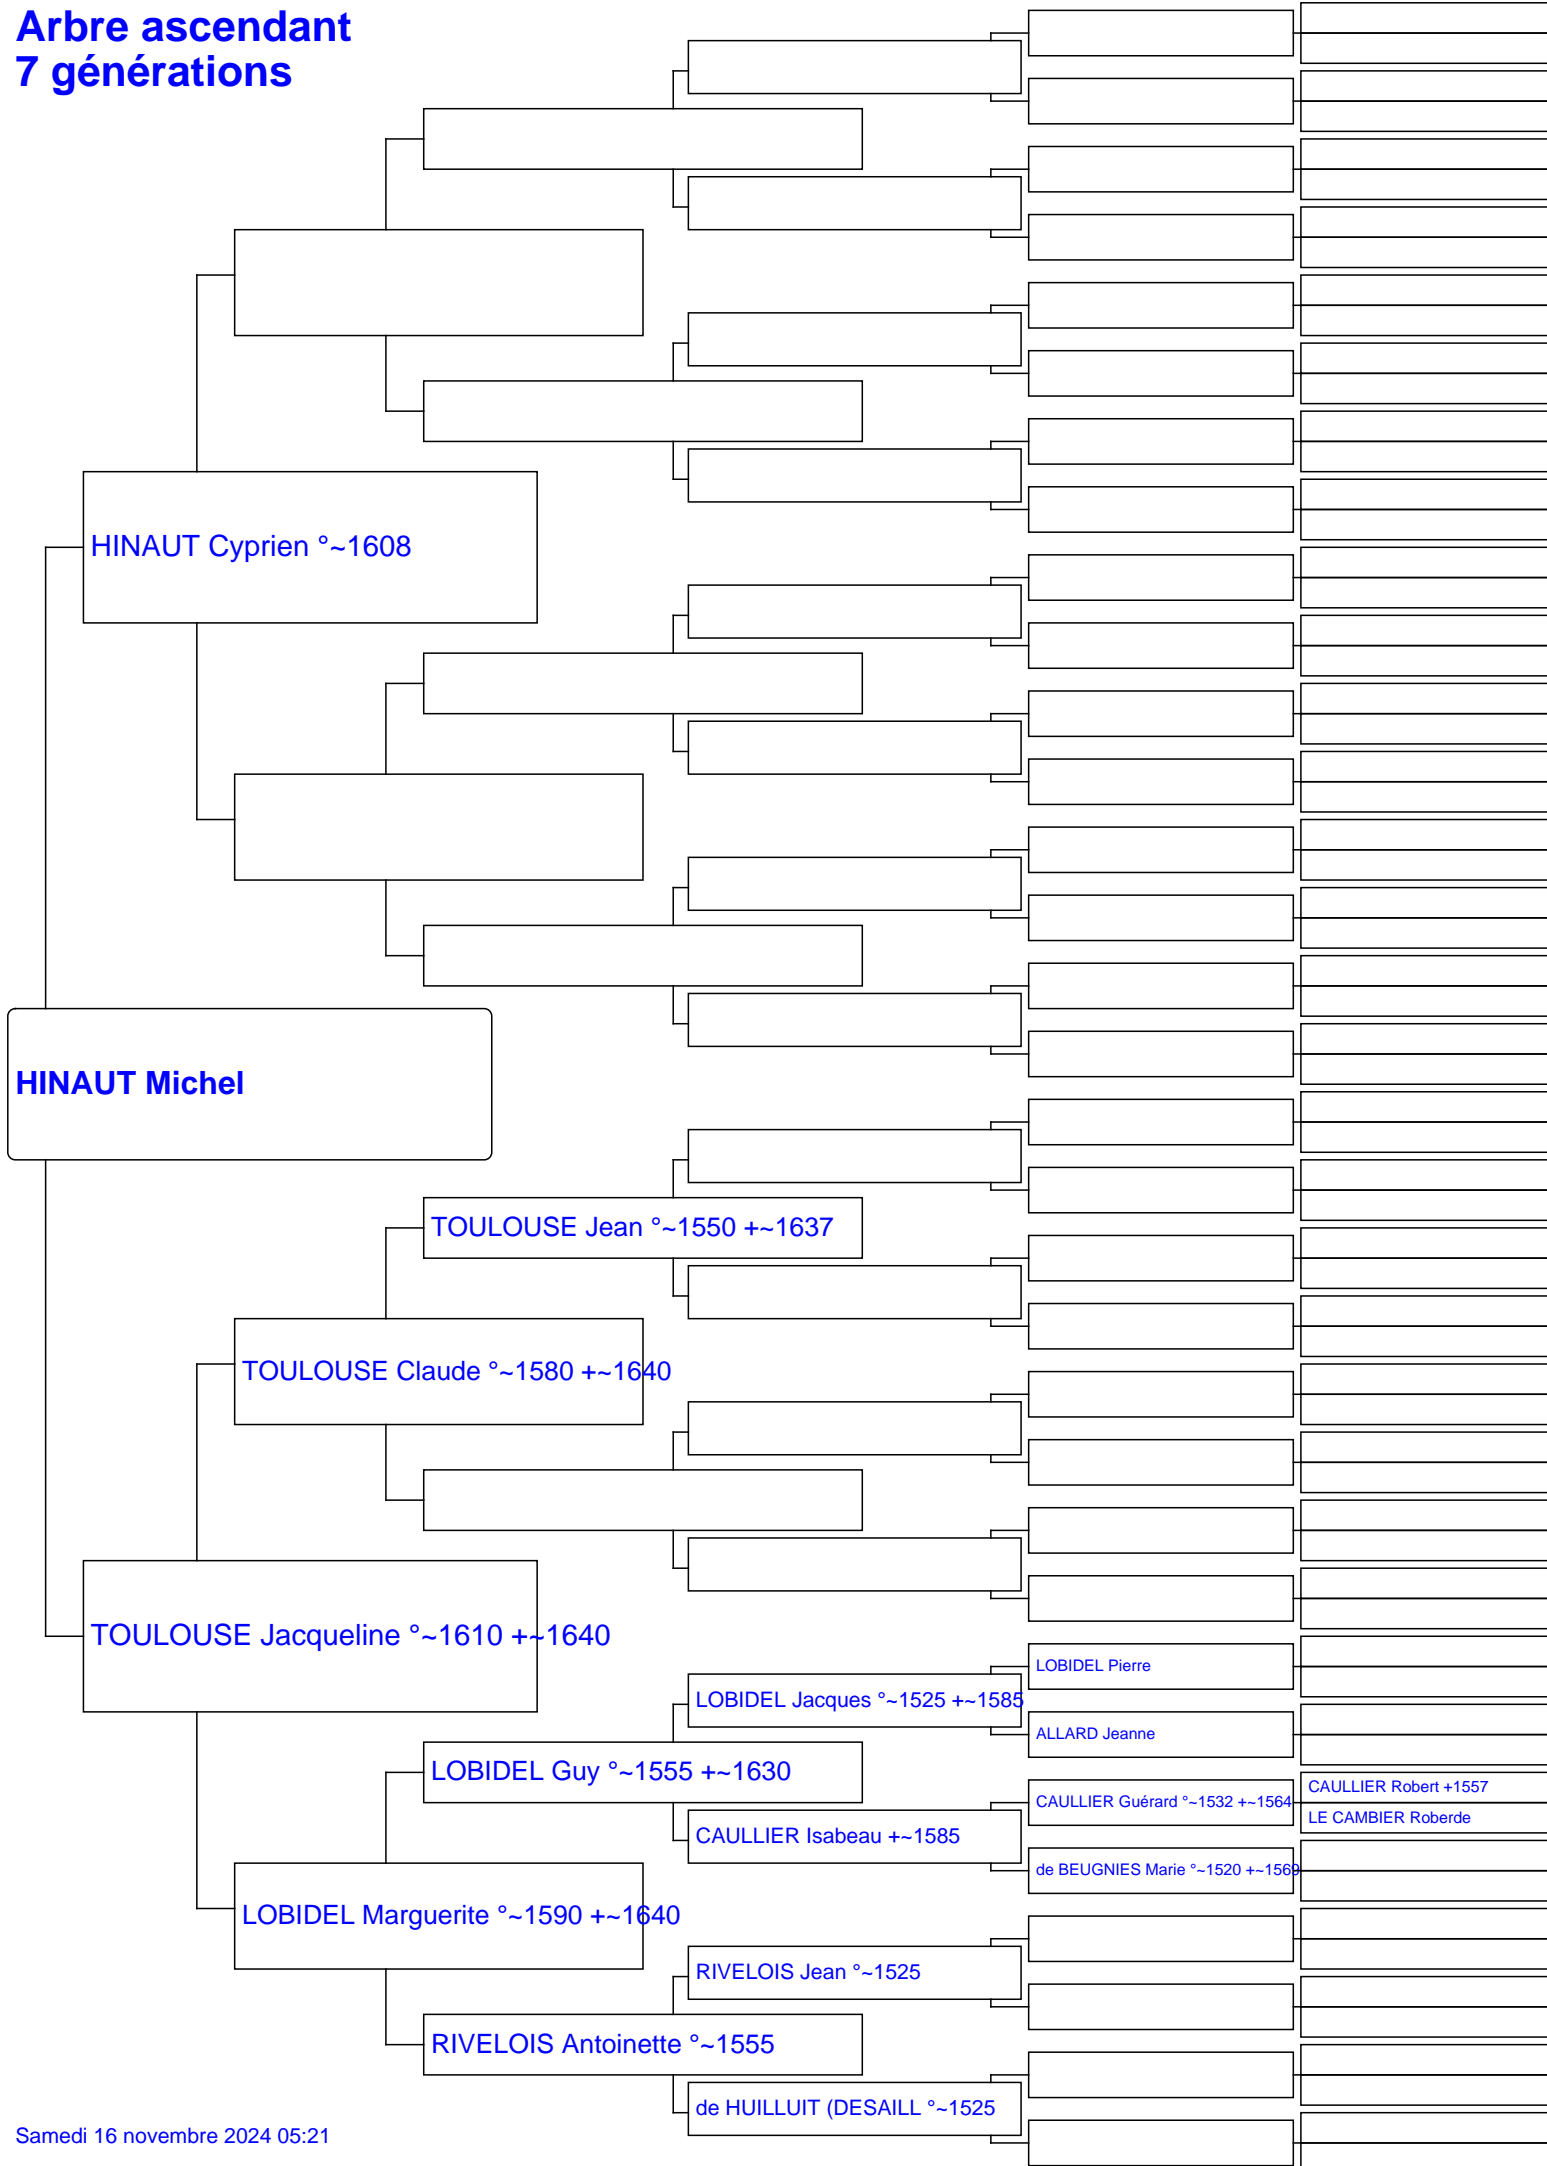 Arbre ascendant
7 générations
HINAUT Cyprien °~1608
HINAUT Michel
TOULOUSE Jean °~1550 +~1637
TOULOUSE Claude °~1580 +~1640
TOULOUSE Jacqueline °~1610 +~1640
LOBIDEL Pierre
LOBIDEL Jacques °~1525 +~1585
ALLARD Jeanne
LOBIDEL Guy °~1555 +~1630
CAULLIER Robert +1557
CAULLIER Guérard °~1532 +~1564
LE CAMBIER Roberde
CAULLIER Isabeau +~1585
de BEUGNIES Marie °~1520 +~1569
LOBIDEL Marguerite °~1590 +~1640
RIVELOIS Jean °~1525
RIVELOIS Antoinette °~1555
de HUILLUIT (DESAILL °~1525
Samedi 16 novembre 2024 05:21